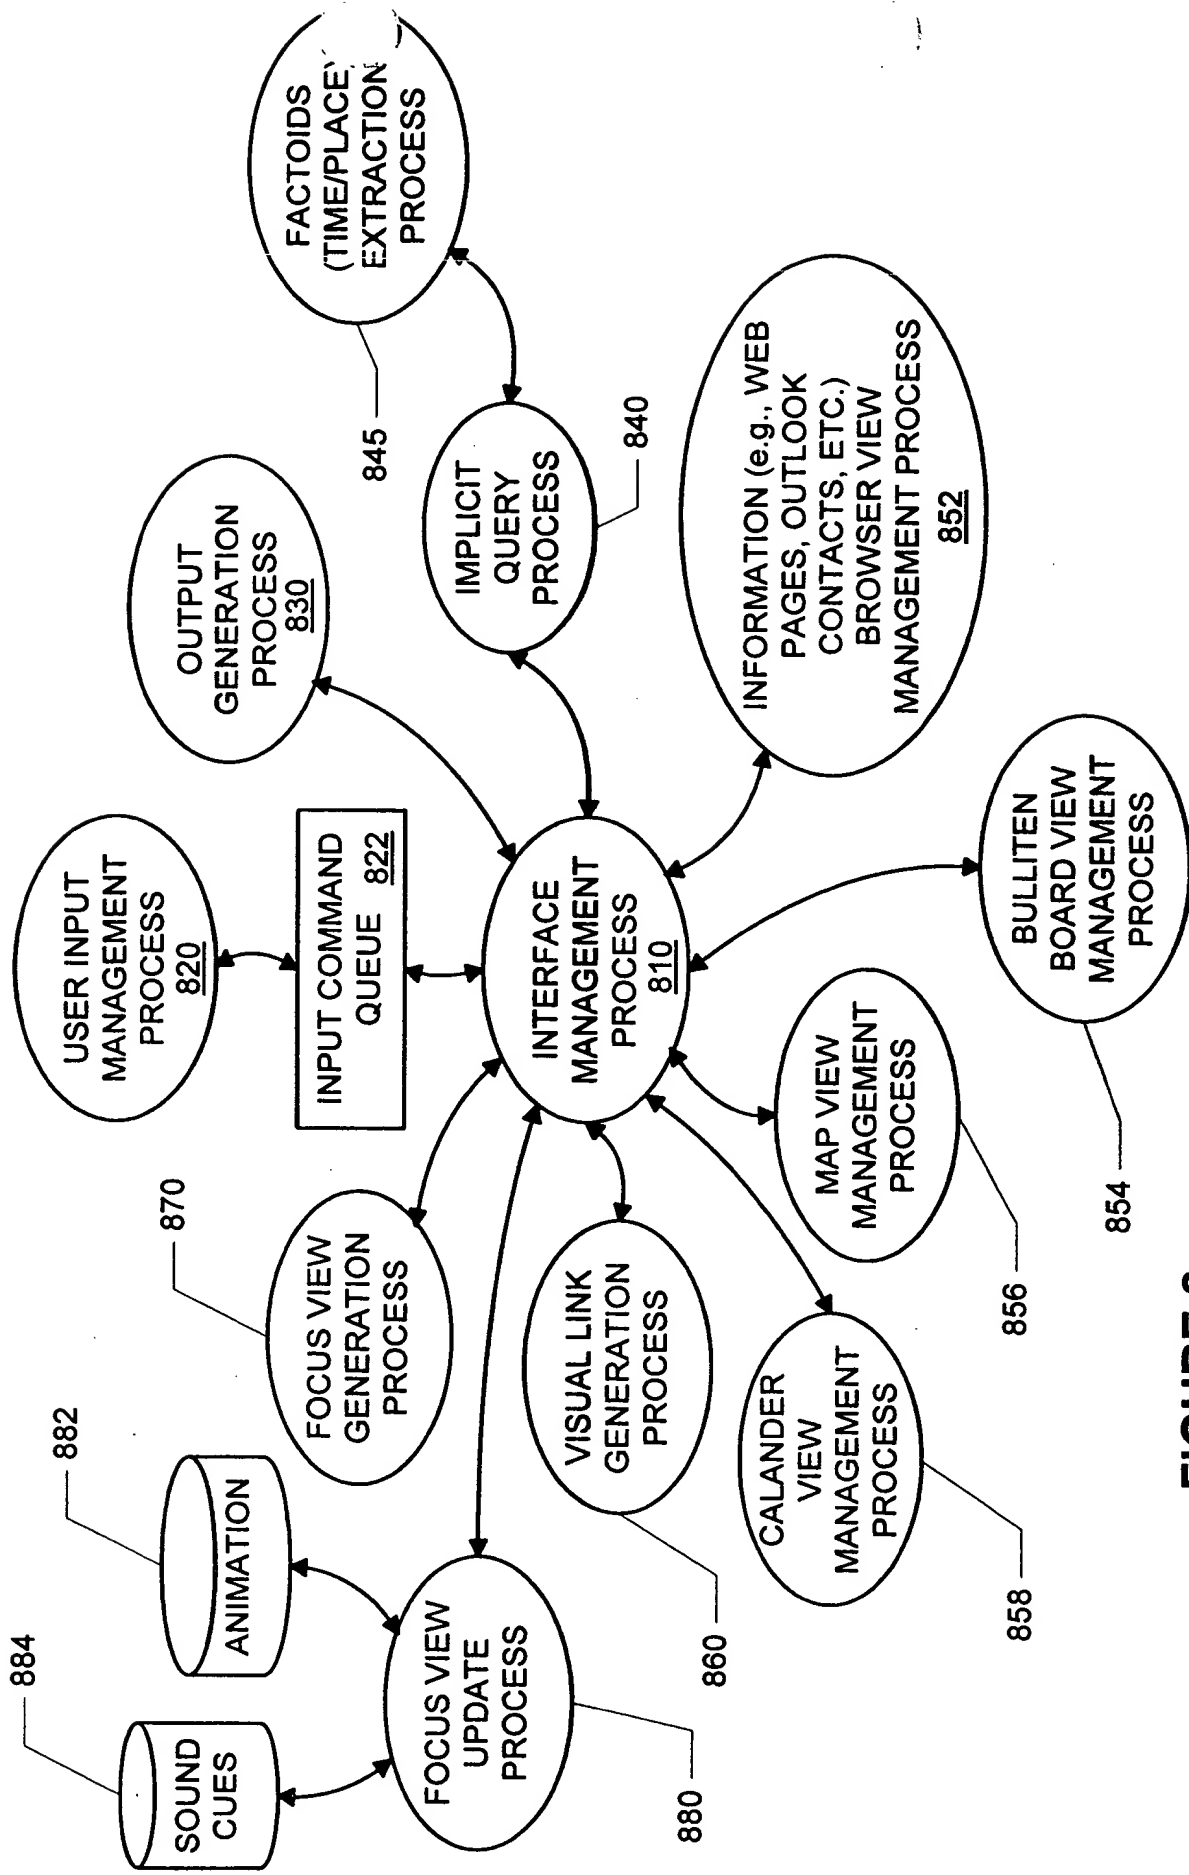 884
882
870
SOUND
CUES
ANIMATION
USER INPUT
MANAGEMENT
PROCESS
820
INPUT COMMAND
QUEUE 822
OUTPUT
GENERATION
PROCESS
830
FACTOIDS
(TIME/PLACE)
EXTRACTION
PROCESS
845
FOCUS VIEW
GENERATION
PROCESS
FOCUS VIEW
UPDATE
PROCESS
880
INTERFACE
MANAGEMENT
PROCESS
810
IMPLICIT
QUERY
PROCESS
840
VISUAL LINK
GENERATION
PROCESS
860
CALANDER
VIEW
MANAGEMENT
PROCESS
858
MAP VIEW
MANAGEMENT
PROCESS
856
BULLITEN
BOARD VIEW
MANAGEMENT
PROCESS
854
INFORMATION (e.g., WEB
PAGES, OUTLOOK
CONTACTS, ETC.)
BROWSER VIEW
MANAGEMENT PROCESS
852